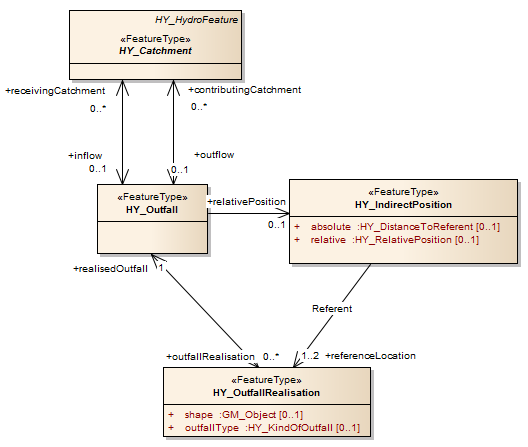 HY_HydroFeature
«FeatureType»
HY_Catchment
+receivingCatchment
+contributingCatchment
0..*
0..*
+inflow
+outflow
0..1
0..1
«FeatureType»
HY_Outfall
+relativePosition
0..1
«FeatureType»
HY_IndirectPosition
+ absolute :HY_DistanceToReferent [0..1]
+ relative :HY_RelativePosition [0..1]
+realisedOutfall
1
Referent
+outfallRealisation
0..*
1..2
+referenceLocation
«FeatureType»
HY_OutfallRealisation
+ shape :GM_Object [0..1]
+ outfallType :HY_KindOfOutfall [0..1]